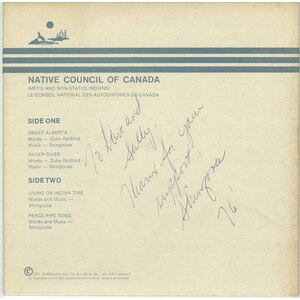 NATIVE COUNCIL OF CANADA
(METIS AND NON-STATUS INDIANS)
LE CONSEIL NATIONAL DES AUTOCHTONES DU CANADA
SIDE ONE
SWEET ALBERTA
Words — Duke Redbird
Music — Shingoose
SILVER RIVER
Words — Duke Redbird
Music — Shingoose
SIDE TWO
LIVING ON INDIAN TIME
Words and Music —
Shingoose
PEACE PIPE SONG
Words and Music —
Shingoose
Sally,
Thanx for your
support
Shingoose
76